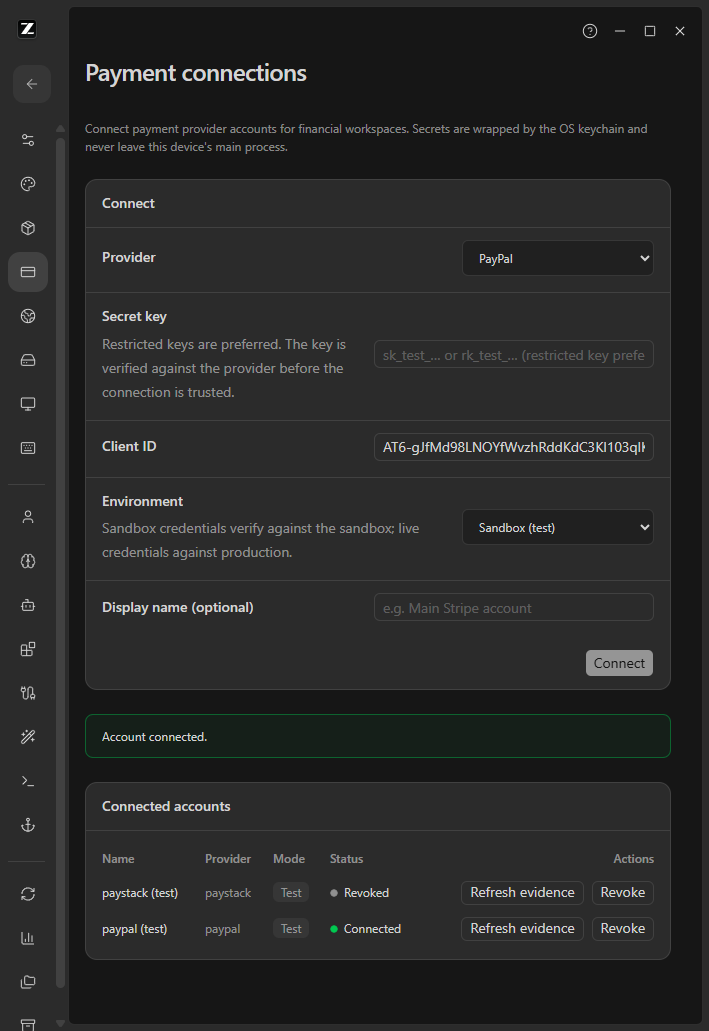 Z
Payment connections
Connect payment provider accounts for financial workspaces. Secrets are wrapped by the OS keychain and
never leave this device's main process.
Connect
Provider
PayPal
Secret key
Restricted keys are preferred. The key is
verified against the provider before the
connection is trusted.
sk_test_... or rk_test_... (restricted key prefe
Client ID
AT6-gJfMd98LNOYfWvzhRddKdC3KI103qlH
Environment
Sandbox credentials verify against the sandbox; live
credentials against production.
Sandbox (test)
Display name (optional)
e.g. Main Stripe account
Connect
Account connected.
Connected accounts
Name Provider Mode Status Actions
paystack (test) paystack Test Revoked Refresh evidence Revoke
paypal (test) paypal Test Connected Refresh evidence Revoke